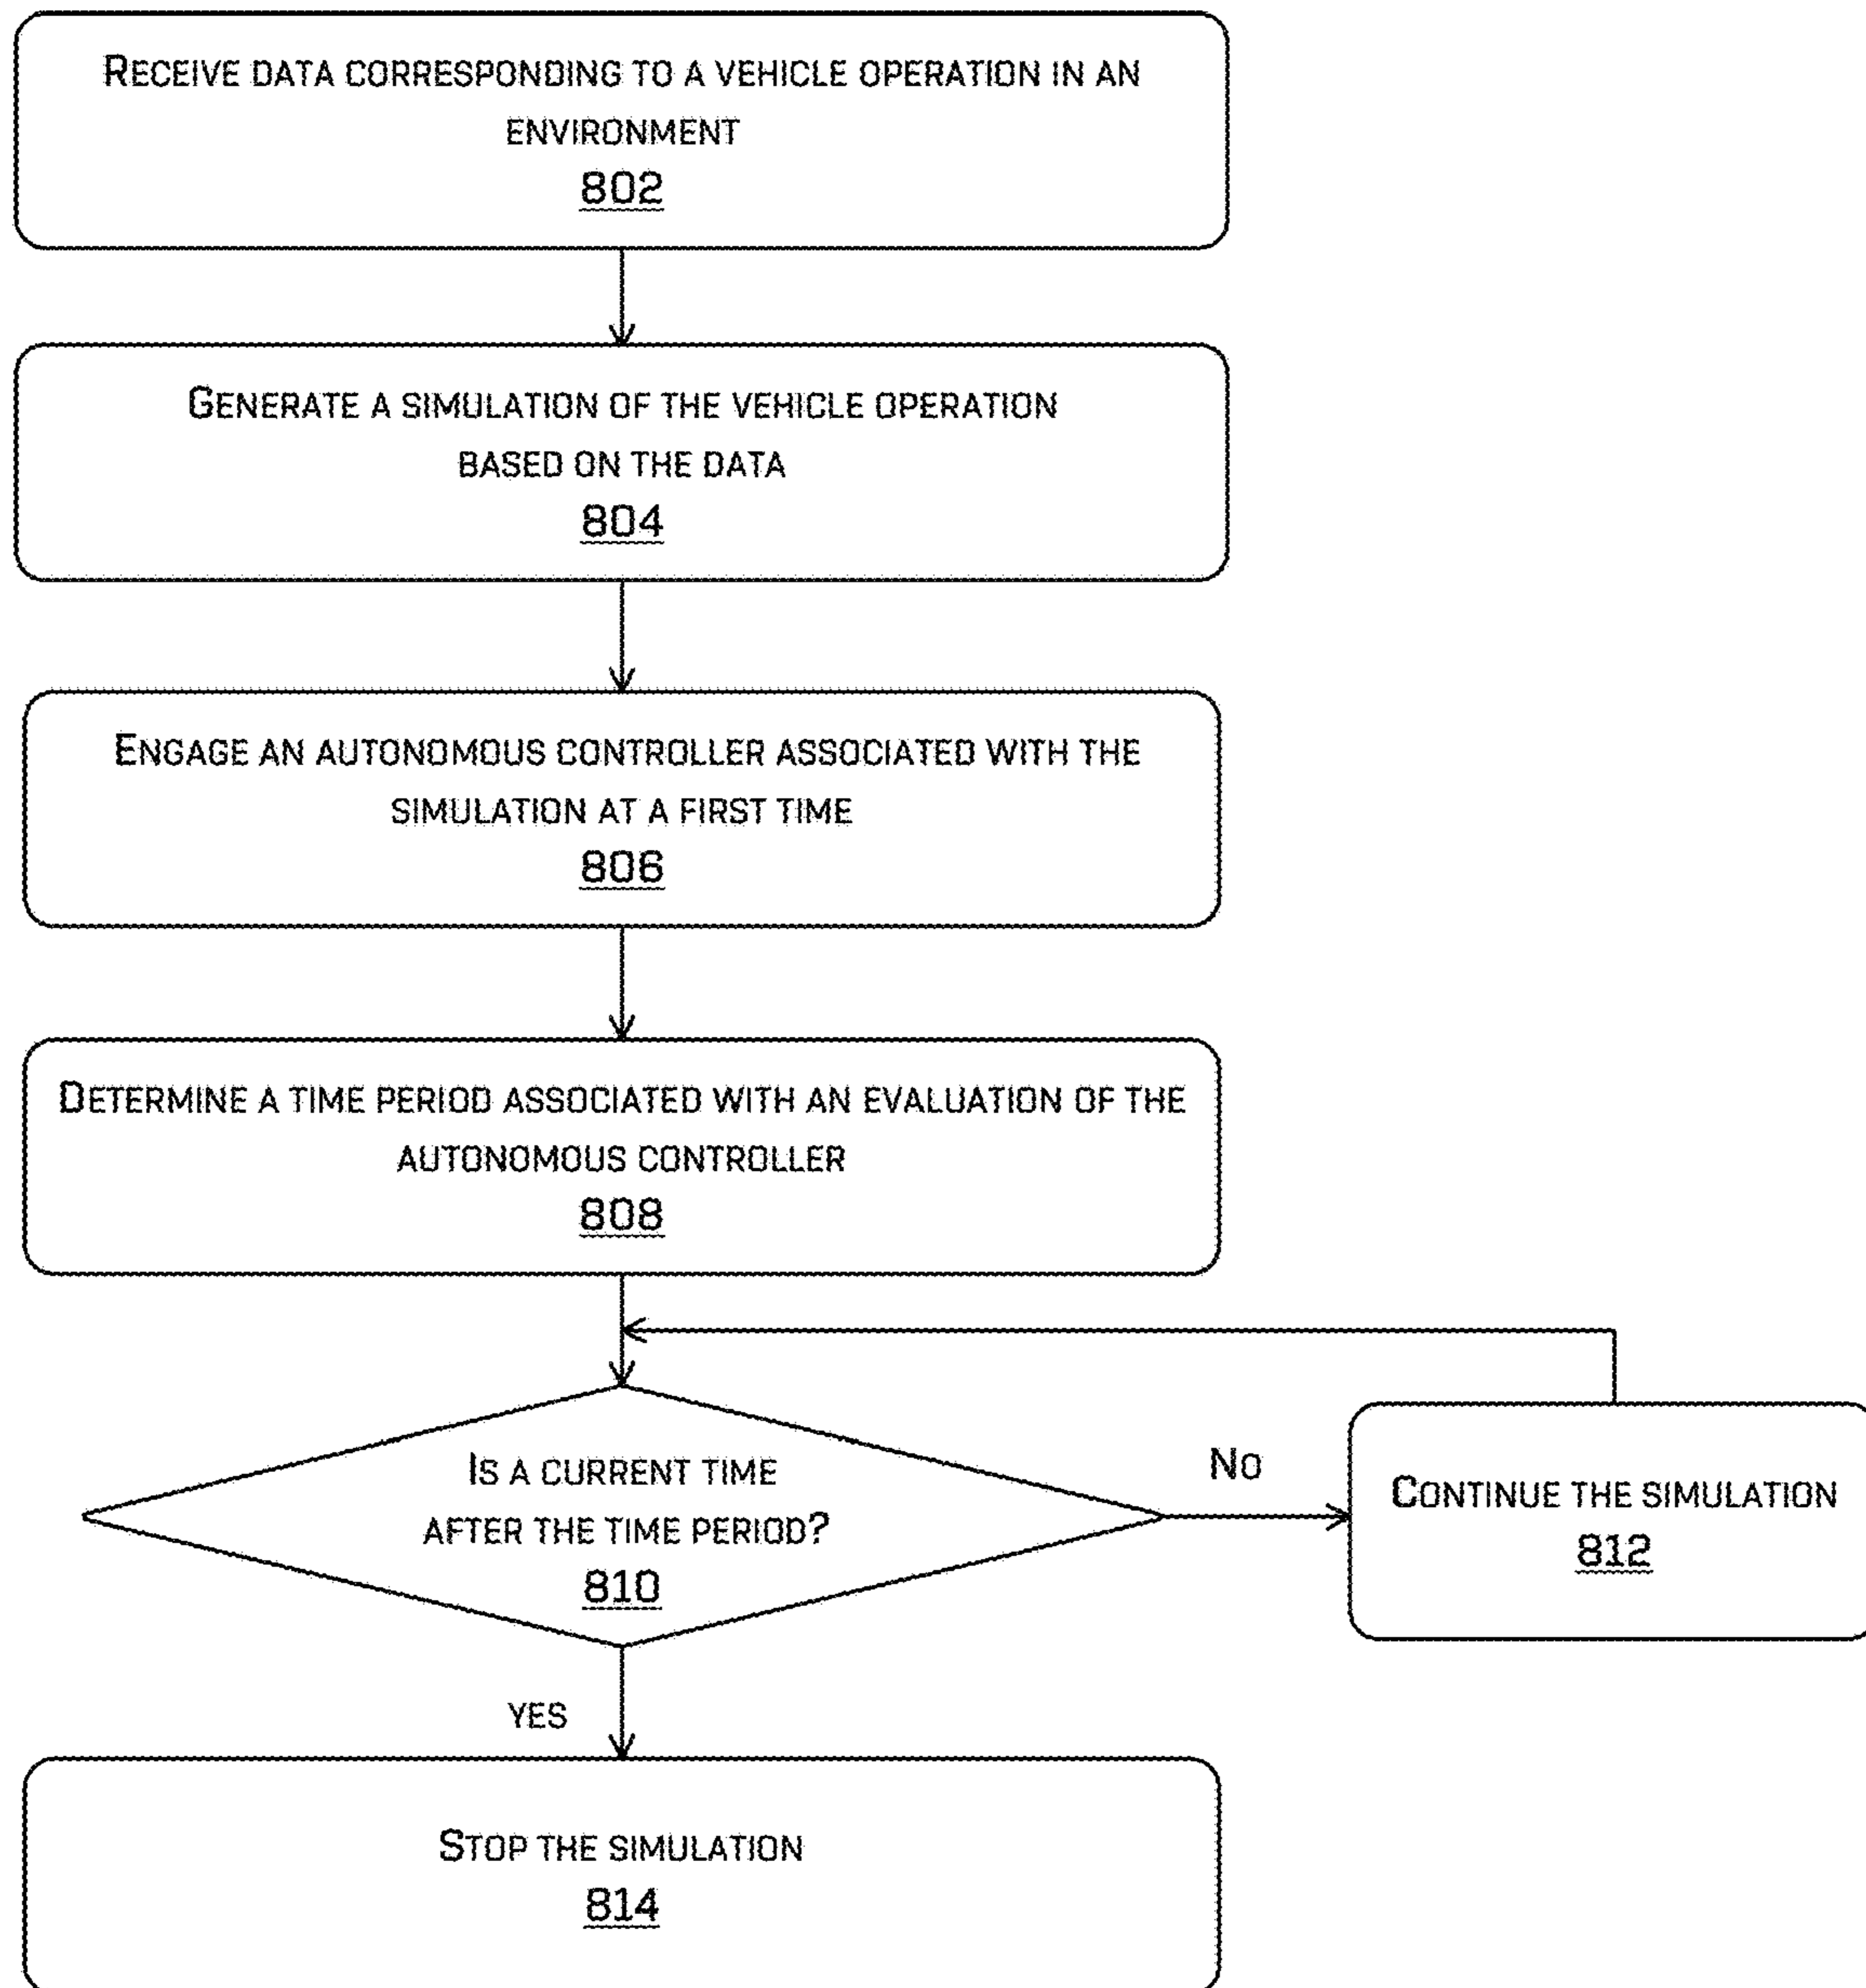 Receive data corresponding to a vehicle operation in an
environment
802
Generate a simulation of the vehicle operation
based on the data
804
Engage an autonomous controller associated with the
simulation at a first time
806
Determine a time period associated with an evaluation of the
autonomous controller
808
Is a current time
after the time period?
810
No
Continue the simulation
812
yes
Stop the simulation
814